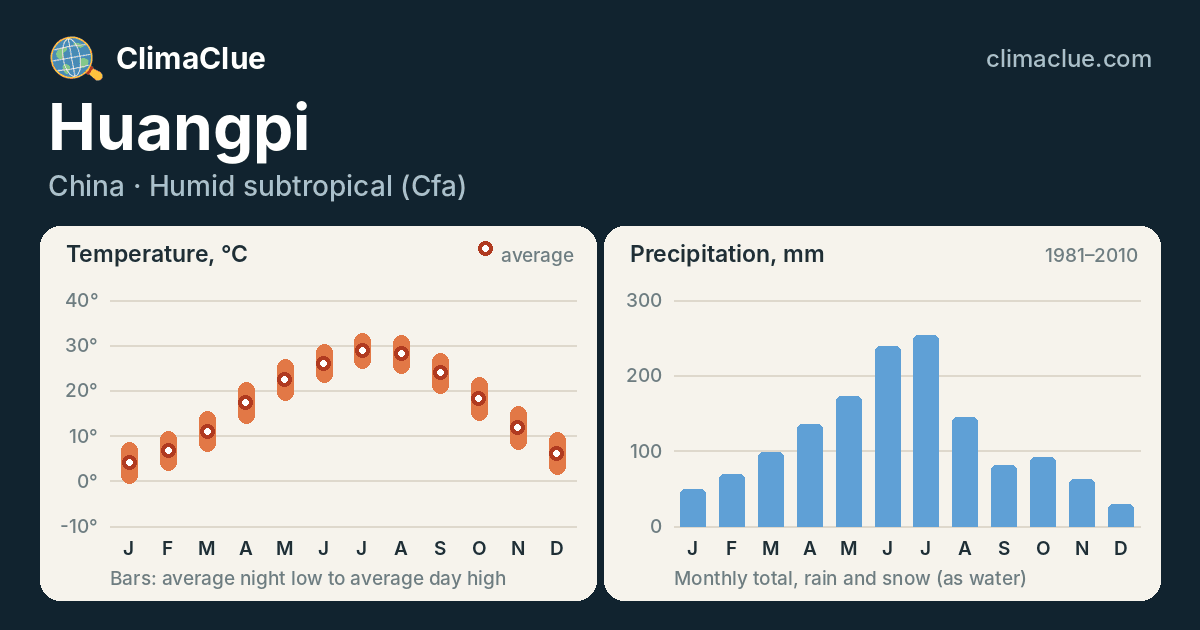 ClimaClue
climaclue.com
Huangpi
China · Humid subtropical (Cfa)
Temperature, °C
average
40°
30°
20°
10°
0°
-10°
J F M A M J J A S O N D
Bars: average night low to average day high
Precipitation, mm
1981–2010
300
200
100
0
J F M A M J J A S O N D
Monthly total, rain and snow (as water)